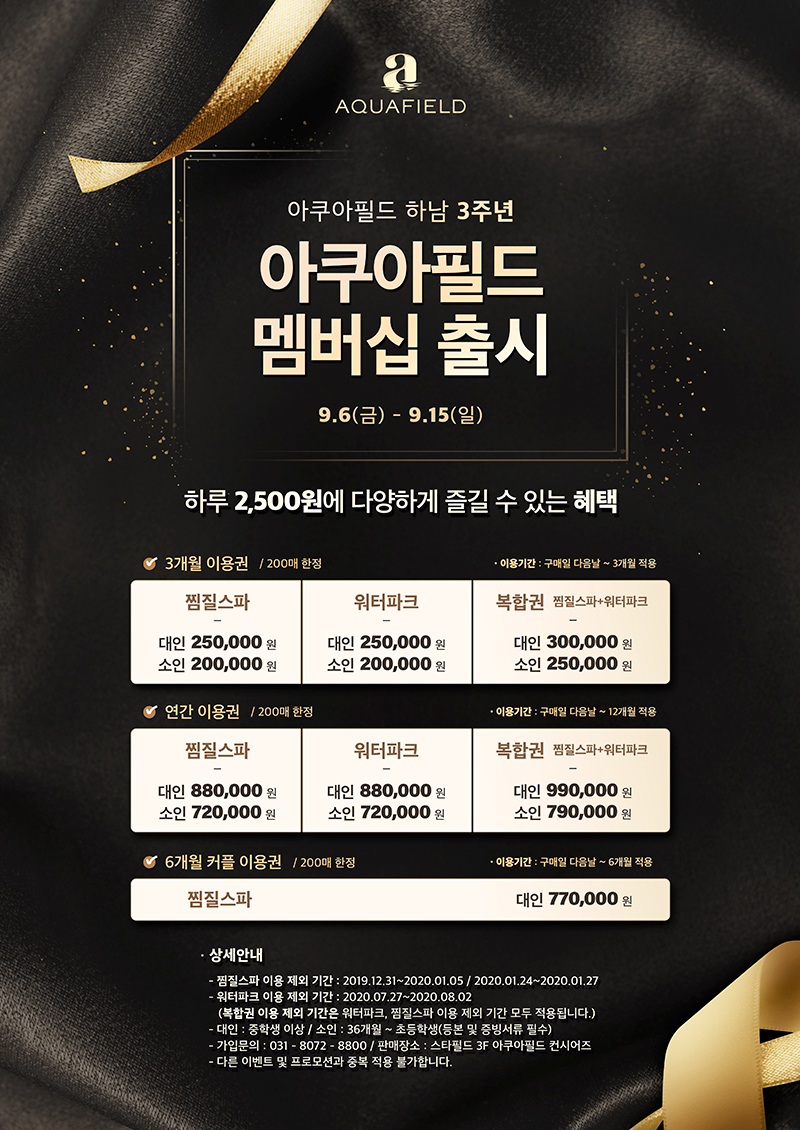 a
AQUAFIELD
아쿠아필드 하남 3주년
아쿠아필드
멤버십 출시
9.6(금) - 9.15(일)
하루 2,500원에 다양하게 즐길 수 있는 혜택
3개월 이용권 / 200매 한정 · 이용기간 : 구매일 다음날 ~ 3개월 적용
찜질스파 워터파크 복합권 찜질스파+워터파크
대인 250,000 원 대인 250,000 원 대인 300,000 원
소인 200,000 원 소인 200,000 원 소인 250,000 원
연간 이용권 / 200매 한정 · 이용기간 : 구매일 다음날 ~ 12개월 적용
찜질스파 워터파크 복합권 찜질스파+워터파크
대인 880,000 원 대인 880,000 원 대인 990,000 원
소인 720,000 원 소인 720,000 원 소인 790,000 원
6개월 커플 이용권 / 200매 한정 · 이용기간 : 구매일 다음날 ~ 6개월 적용
찜질스파 대인 770,000 원
· 상세안내
- 찜질스파 이용 제외 기간 : 2019.12.31~2020.01.05 / 2020.01.24~2020.01.27
- 워터파크 이용 제외 기간 : 2020.07.27~2020.08.02
(복합권 이용 제외 기간은 워터파크, 찜질스파 이용 제외 기간 모두 적용됩니다.)
- 대인 : 중학생 이상 / 소인 : 36개월 ~ 초등학생(등본 및 증빙서류 필수)
- 가입문의 : 031 - 8072 - 8800 / 판매장소 : 스타필드 3F 아쿠아필드 컨시어즈
- 다른 이벤트 및 프로모션과 중복 적용 불가합니다.